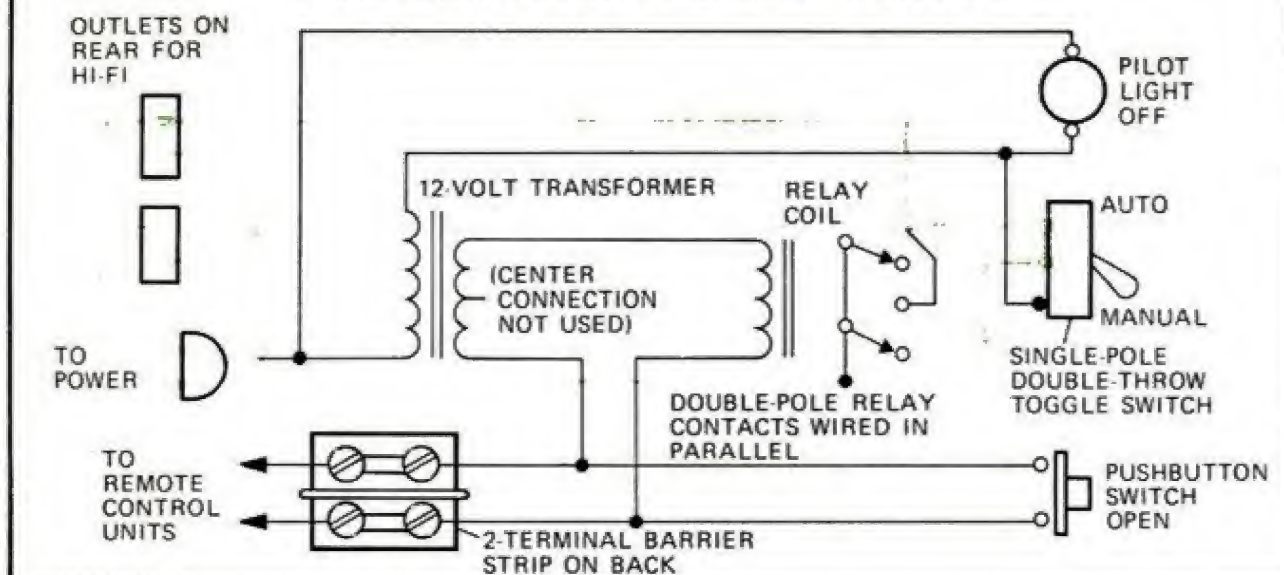 OUTLETS ON
REAR FOR
HI-FI
PILOT
LIGHT
OFF
12-VOLT TRANSFORMER
RELAY
COIL
AUTO
(CENTER
CONNECTION
NOT USED)
MANUAL
TO
POWER
SINGLE-POLE
DOUBLE-THROW
TOGGLE SWITCH
DOUBLE-POLE RELAY
CONTACTS WIRED IN
PARALLEL
TO
REMOTE
CONTROL
UNITS
PUSHBUTTON
SWITCH
OPEN
2-TERMINAL BARRIER
STRIP ON BACK